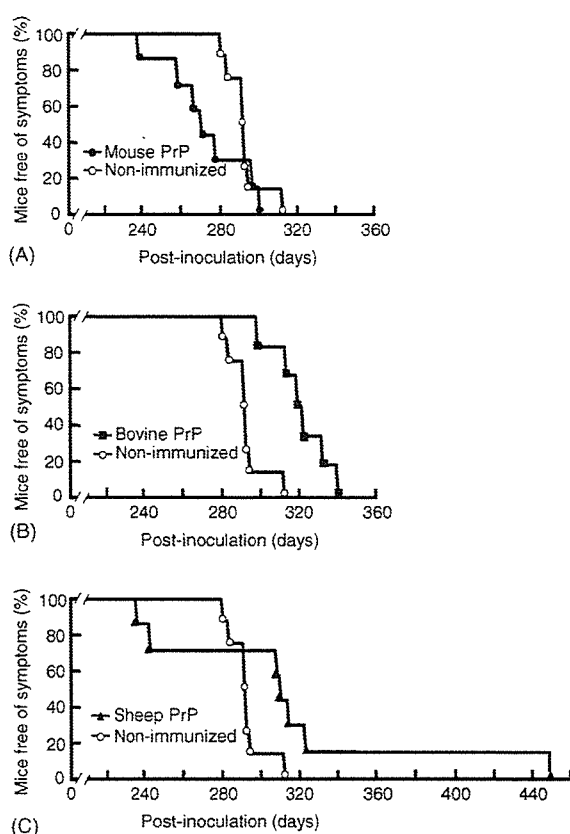 Mice free of symptoms (%)
100
80
60
40
20
0
Mouse PrP
Non-immunized
0 240 280 320 360
Post-inoculation (days)
(A)
Mice free of symptoms (%)
100
80
60
40
20
0
Bovine PrP
Non-immunized
0 240 280 320 360
Post-inoculation (days)
(B)
Mice free of symptoms (%)
100
80
60
40
20
0
Sheep PrP
Non-immunized
0 240 280 320 360 400 440
Post-inoculation (days)
(C)